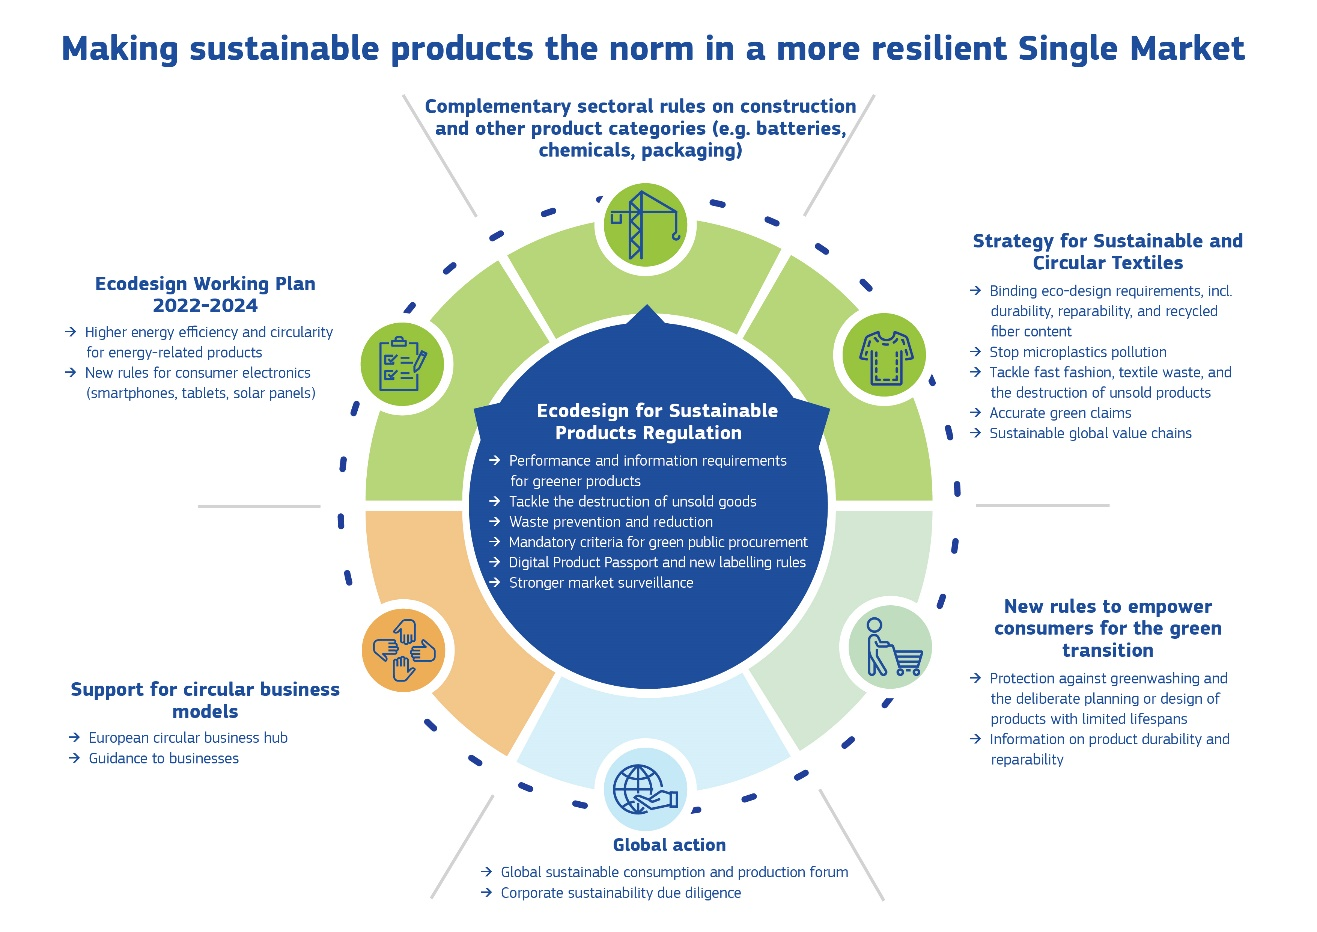 Making sustainable products the norm in a more resilient Single Market
Complementary sectoral rules on construction
and other product categories (e.g. batteries,
chemicals, packaging)
Ecodesign Working Plan
2022-2024
→ Higher energy efficiency and circularity
for energy-related products
→ New rules for consumer electronics
(smartphones, tablets, solar panels)
Strategy for Sustainable and
Circular Textiles
→ Binding eco-design requirements, incl.
durability, reparability, and recycled
fiber content
→ Stop microplastics pollution
→ Tackle fast fashion, textile waste, and
the destruction of unsold products
→ Accurate green claims
→ Sustainable global value chains
Ecodesign for Sustainable
Products Regulation
→ Performance and information requirements
for greener products
→ Tackle the destruction of unsold goods
→ Waste prevention and reduction
→ Mandatory criteria for green public procurement
→ Digital Product Passport and new labelling rules
→ Stronger market surveillance
Support for circular business
models
→ European circular business hub
→ Guidance to businesses
New rules to empower
consumers for the green
transition
→ Protection against greenwashing and
the deliberate planning or design of
products with limited lifespans
→ Information on product durability and
reparability
Global action
→ Global sustainable consumption and production forum
→ Corporate sustainability due diligence